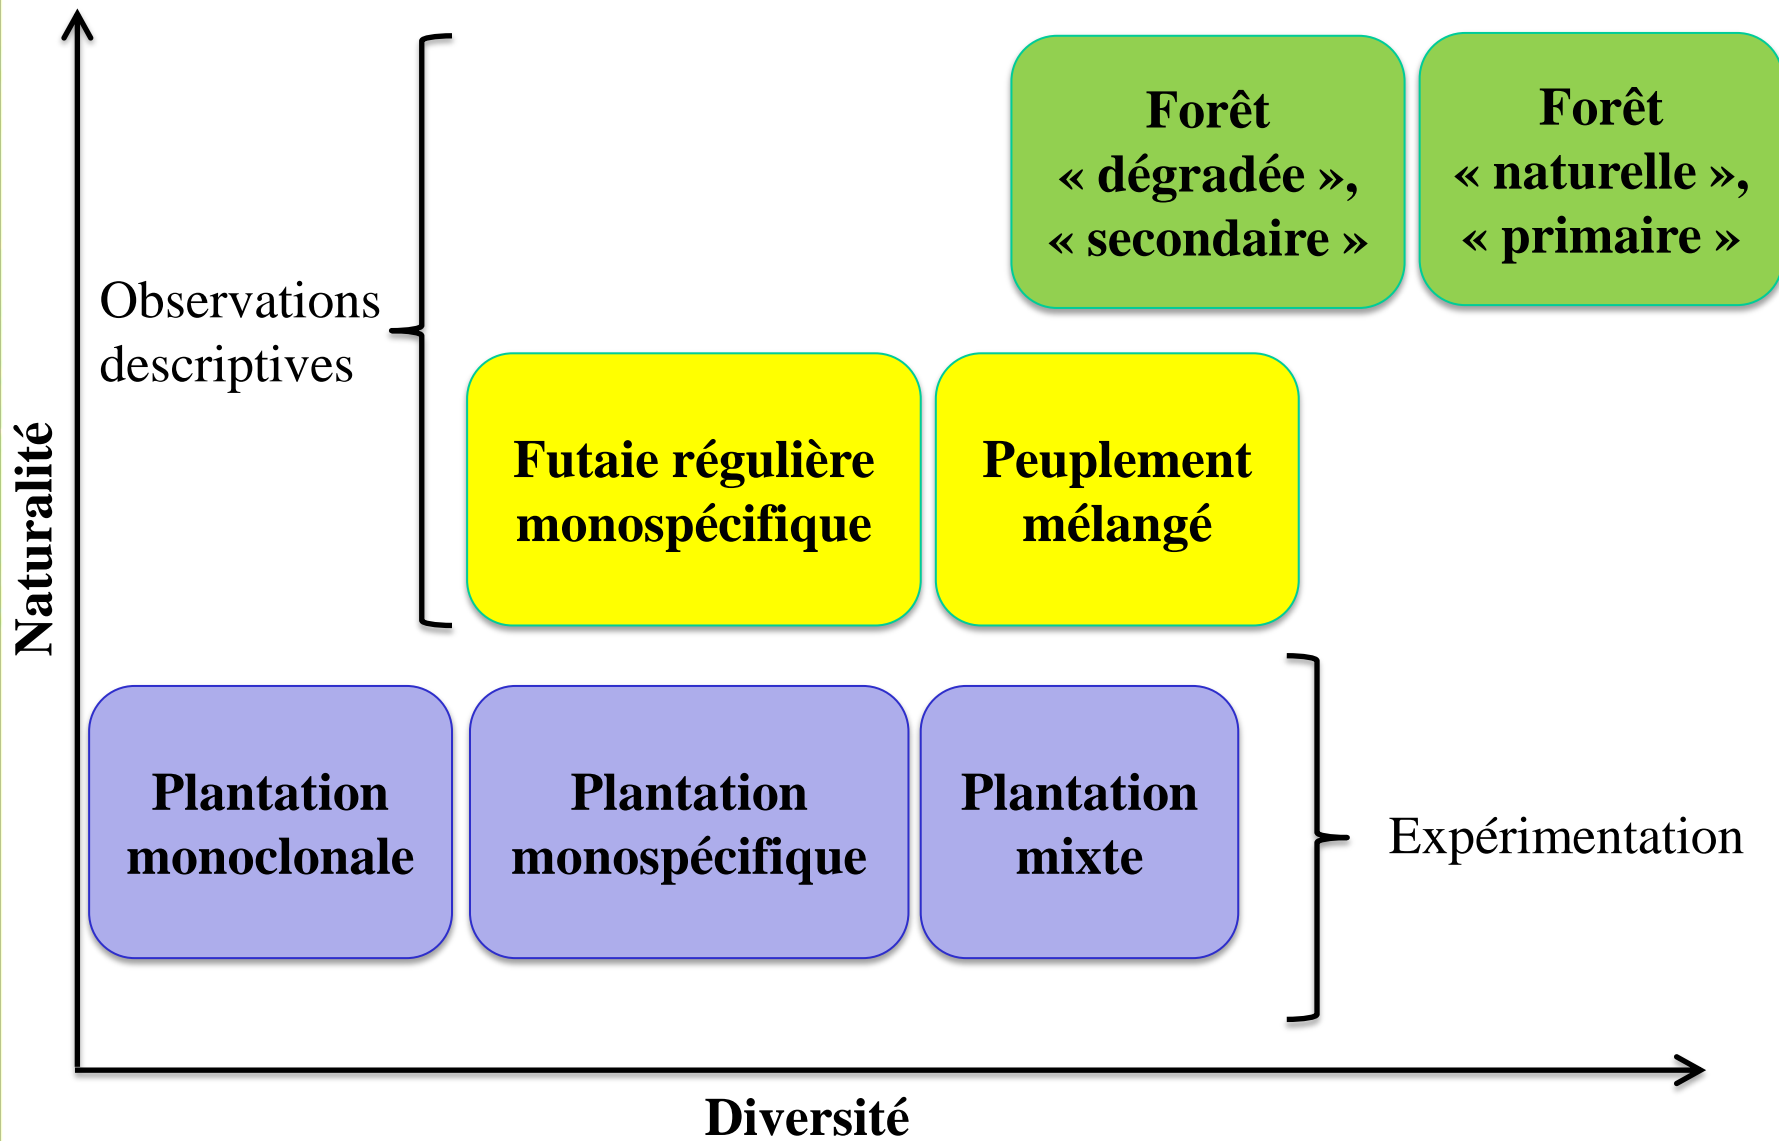 Forêt
« dégradée »,
« secondaire »
Forêt
« naturelle »,
« primaire »
Observations
descriptives
Futaie régulière
monospécifique
Peuplement
mélangé
Naturalité
Plantation
monoclonale
Plantation
monospécifique
Plantation
mixte
Expérimentation
Diversité